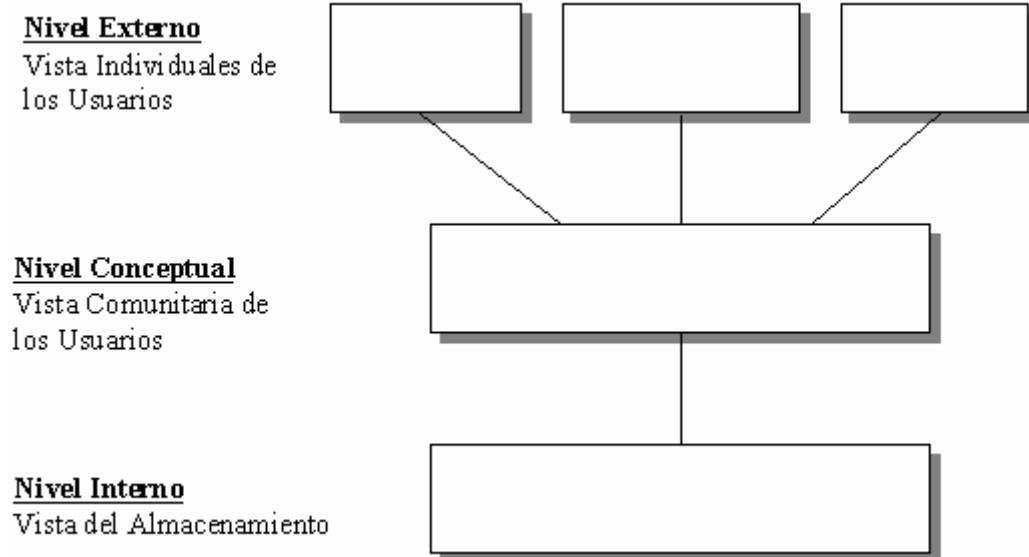 Nivel Externo
Vista Individuales de
los Usuarios
Nivel Conceptual
Vista Comunitaria de
los Usuarios
Nivel Interno
Vista del Almacenamiento